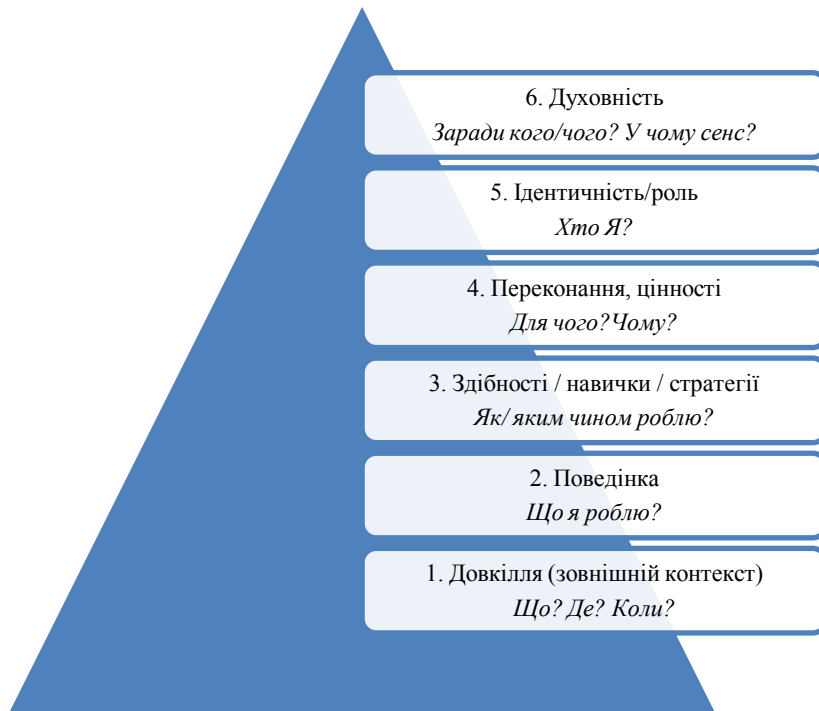 6. Духовність
Заради кого/чого? У чому сенс?
5. Ідентичність/роль
Хто Я?
4. Переконання, цінності
Для чого?Чому?
3. Здібності / навички / стратегії
Як/ яким чином роблю?
2. Поведінка
Що я роблю?
1. Довкілля (зовнішній контекст)
Що? Де? Коли?